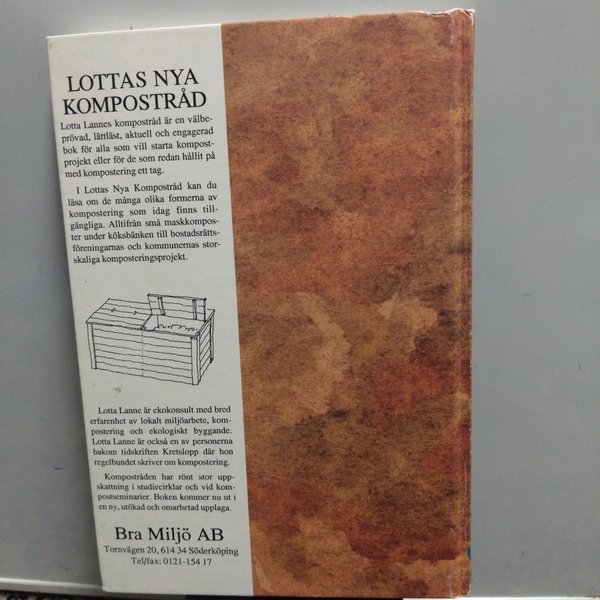 LOTTAS NYA
KOMPOSTRÅD
Lotta Lannes kompostråd är en välbe-
prövad, lättläst, aktuell och engagerad
bok för alla som vill starta kompost-
projekt eller för de som redan hållit på
med kompostering ett tag.
I Lottas Nya Kompostråd kan du
läsa om de många olika formerna av
kompostering som idag finns till-
gängliga. Alltifrån små maskkompos-
ter under köksbänken till bostadsrätts-
föreningarnas och kommunernas stor-
skaliga komposteringsprojekt.
Lotta Lanne är ekokonsult med bred
erfarenhet av lokalt miljöarbete, kom-
postering och ekologiskt byggande.
Lotta Lanne är också en av personerna
bakom tidskriften Kretslopp där hon
regelbundet skriver om kompostering.
Kompostråden har rönt stor upp-
skattning i studiecirklar och vid kom-
postseminarier. Boken kommer nu ut i
en ny, utökad och omarbetad upplaga.
Bra Miljö AB
Tornvägen 20, 614 34 Söderköping
Tel/fax: 0121-154 17